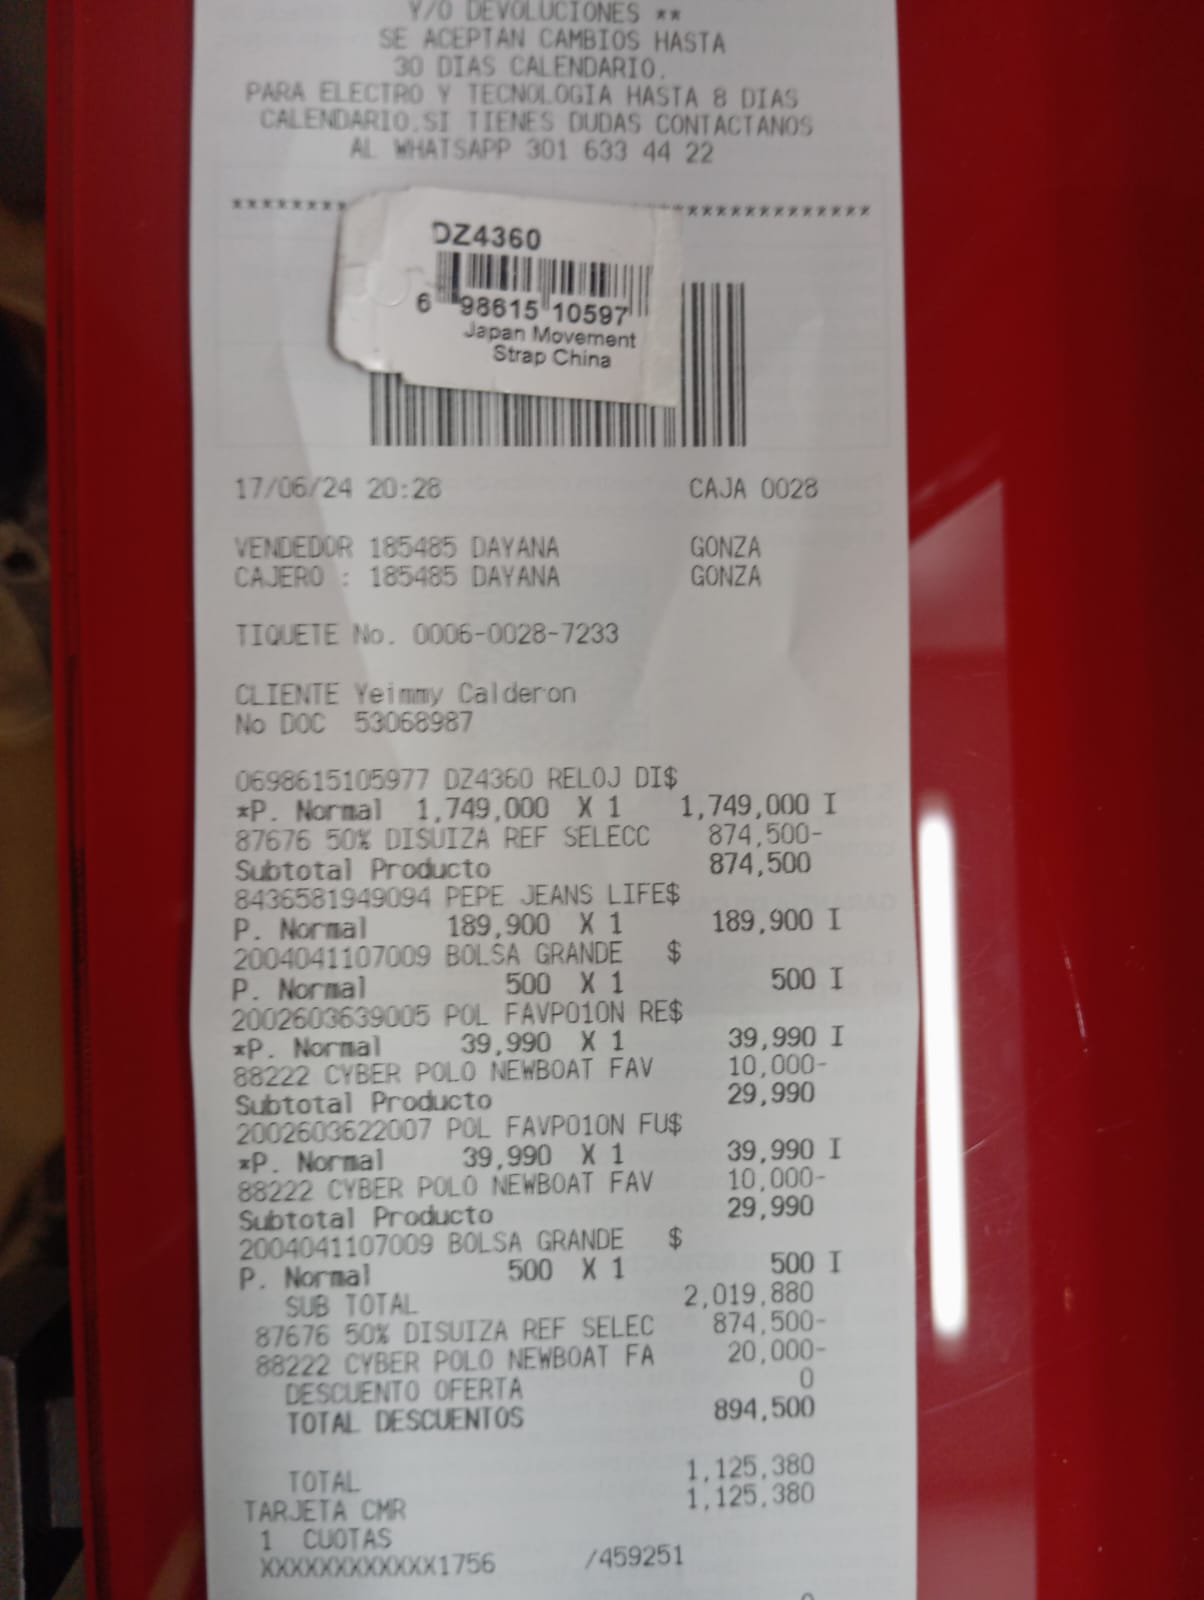 Y/O DEVOLUCIONES **
SE ACEPTAN CAMBIOS HASTA
30 DIAS CALENDARIO.
PARA ELECTRO Y TECNOLOGIA HASTA 8 DIAS
CALENDARIO.SI TIENES DUDAS CONTACTANOS
AL WHATSAPP 301 633 44 22
DZ4360
6 98615 10597
Japan Movement
Strap China
17/06/24 20:28 CAJA 0028
VENDEDOR 185485 DAYANA GONZA
CAJERO : 185485 DAYANA GONZA
TIQUETE No. 0006-0028-7233
CLIENTE Yeimmy Calderon
No DOC 53068987
0698615105977 DZ4360 RELOJ DI$
*P. Normal 1,749,000 X 1 1,749,000 I
87676 50% DISUIZA REF SELECC 874,500-
Subtotal Producto 874,500
8436581949094 PEPE JEANS LIFE$
P. Normal 189,900 X 1 189,900 I
2004041107009 BOLSA GRANDE $
P. Normal 500 X 1 500 I
2002603639005 POL FAVPO10N RE$
*P. Normal 39,990 X 1 39,990 I
88222 CYBER POLO NEWBOAT FAV 10,000-
Subtotal Producto 29,990
2002603622007 POL FAVPO10N FU$
*P. Normal 39,990 X 1 39,990 I
88222 CYBER POLO NEWBOAT FAV 10,000-
Subtotal Producto 29,990
2004041107009 BOLSA GRANDE $
P. Normal 500 X 1 500 I
SUB TOTAL 2,019,880
87676 50% DISUIZA REF SELEC 874,500-
88222 CYBER POLO NEWBOAT FA 20,000-
DESCUENTO OFERTA 0
TOTAL DESCUENTOS 894,500
TOTAL 1,125,380
TARJETA CMR 1,125,380
1 CUOTAS
XXXXXXXXXXXX1756 /459251